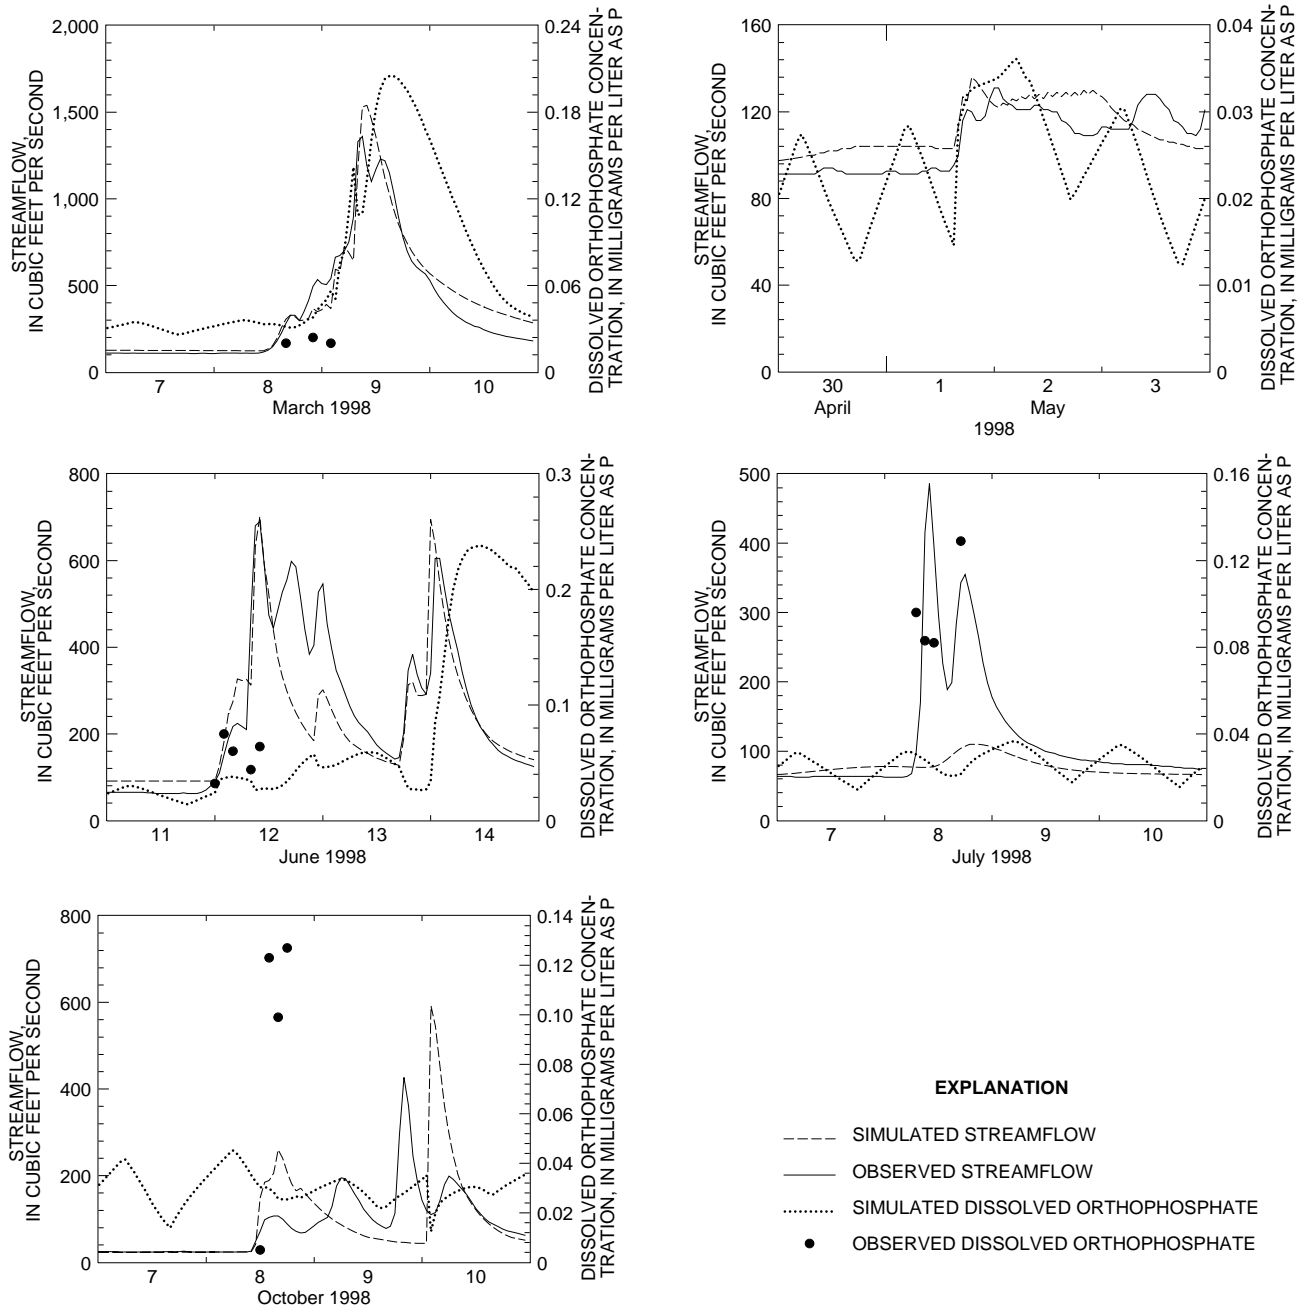 STREAMFLOW,
IN CUBIC FEET PER SECOND
2,000
1,500
1,000
500
0
0.24
0.18
0.12
0.06
0
DISSOLVED ORTHOPHOSPHATE CONCEN-
TRATION, IN MILLIGRAMS PER LITER AS P
7 8 9 10
March 1998
STREAMFLOW,
IN CUBIC FEET PER SECOND
160
120
80
40
0
0.04
0.03
0.02
0.01
0
DISSOLVED ORTHOPHOSPHATE CONCEN-
TRATION, IN MILLIGRAMS PER LITER AS P
30 1 2 3
April May
1998
STREAMFLOW,
IN CUBIC FEET PER SECOND
800
600
400
200
0
0.3
0.2
0.1
0
DISSOLVED ORTHOPHOSPHATE CONCEN-
TRATION, IN MILLIGRAMS PER LITER AS P
11 12 13 14
June 1998
STREAMFLOW,
IN CUBIC FEET PER SECOND
500
400
300
200
100
0
0.16
0.12
0.08
0.04
0
DISSOLVED ORTHOPHOSPHATE CONCEN-
TRATION, IN MILLIGRAMS PER LITER AS P
7 8 9 10
July 1998
STREAMFLOW,
IN CUBIC FEET PER SECOND
800
600
400
200
0
0.14
0.12
0.10
0.08
0.06
0.04
0.02
0
DISSOLVED ORTHOPHOSPHATE CONCEN-
TRATION, IN MILLIGRAMS PER LITER AS P
7 8 9 10
October 1998
EXPLANATION
SIMULATED STREAMFLOW
OBSERVED STREAMFLOW
SIMULATED DISSOLVED ORTHOPHOSPHATE
OBSERVED DISSOLVED ORTHOPHOSPHATE